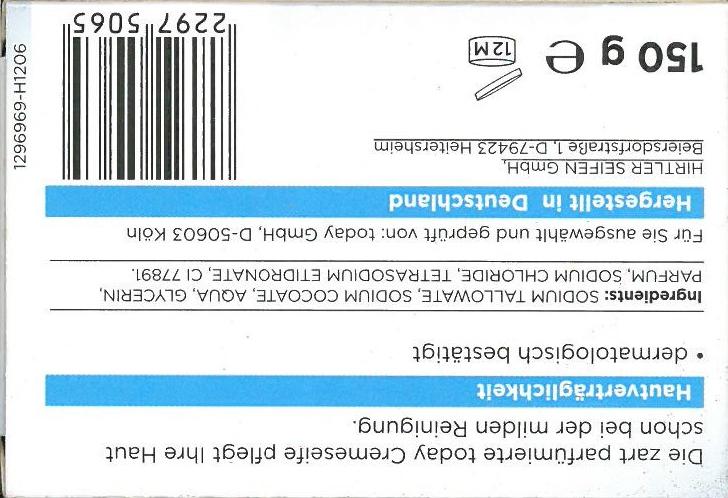 Die zart parfümierte today Cremeseife pflegt Ihre Haut
schon bei der milden Reinigung.
Hautverträglichkeit
• dermatologisch bestätigt
Ingredients: SODIUM TALLOWATE, SODIUM COCOATE, AQUA, GLYCERIN,
PARFUM, SODIUM CHLORIDE, TETRASODIUM ETIDRONATE, CI 77891.
Für Sie ausgewählt und geprüft von: today GmbH, D-50603 Köln
Hergestellt in Deutschland
HIRTLER SEIFEN GmbH,
Beiersdorfstraße 1, D-79423 Heitersheim
150 g e
12M
2297 5065
1296969-H1206